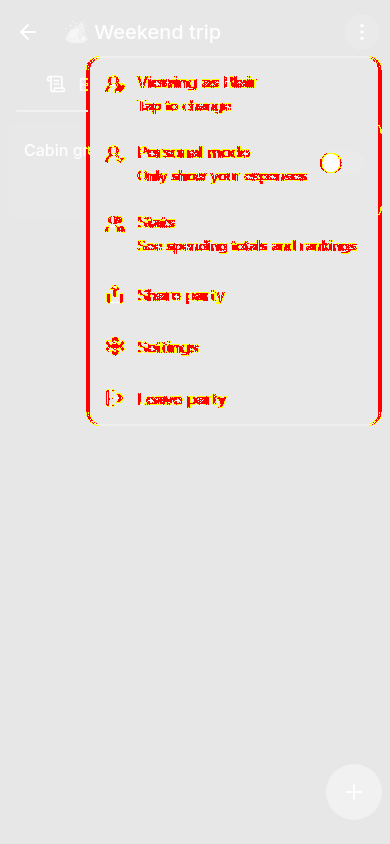 Weekend trip
Viewing as Blair
Tap to change
Cabin
Personal mode
Only show your expenses
Stats
See spending totals and rankings
Share party
Settings
Leave party